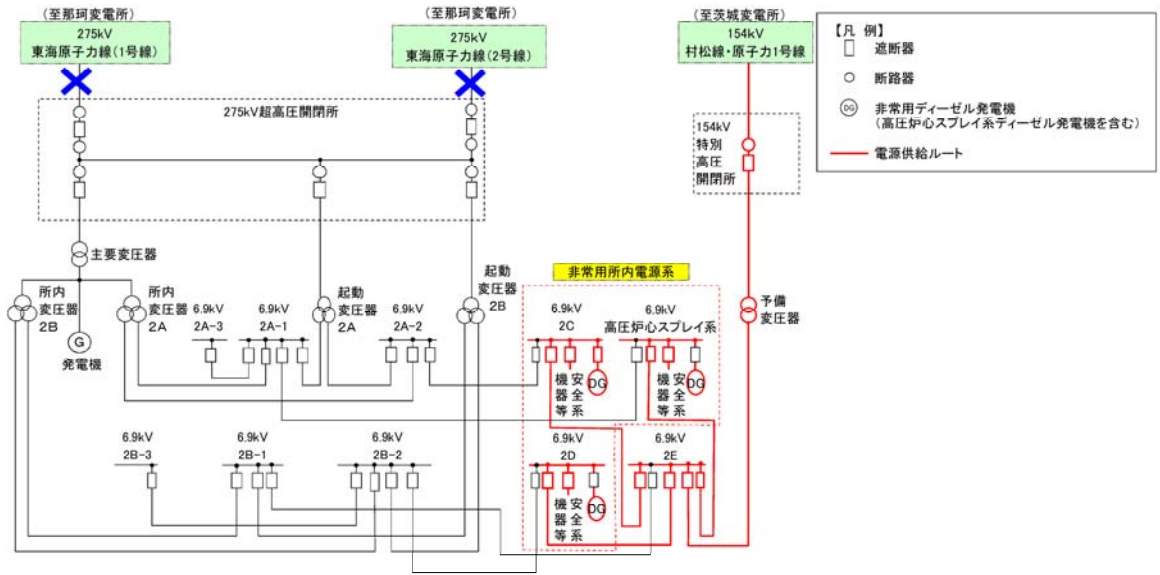 (至那珂変電所)
275kV
東海原子力線(1号線)
(至那珂変電所)
275kV
東海原子力線(2号線)
(至茨城変電所)
154kV
村松線・原子力1号線
【凡 例】
遮断器
断路器
DG
非常用ディーゼル発電機
(高圧炉心スプレイ系ディーゼル発電機を含む)
電源供給ルート
275kV超高圧開閉所
154kV
特別
高圧
開閉所
主要変圧器
所内
変圧器
2B
所内
変圧器
2A
G
発電機
起動
変圧器
2A
起動
変圧器
2B
予備
変圧器
非常用所内電源系
6.9kV
2A-3
6.9kV
2A-1
6.9kV
2A-2
6.9kV
2C
6.9kV
高圧炉心スプレイ系
安全系
機器等
DG
安全系
機器等
DG
6.9kV
2B-3
6.9kV
2B-1
6.9kV
2B-2
6.9kV
2D
6.9kV
2E
安全系
機器等
DG